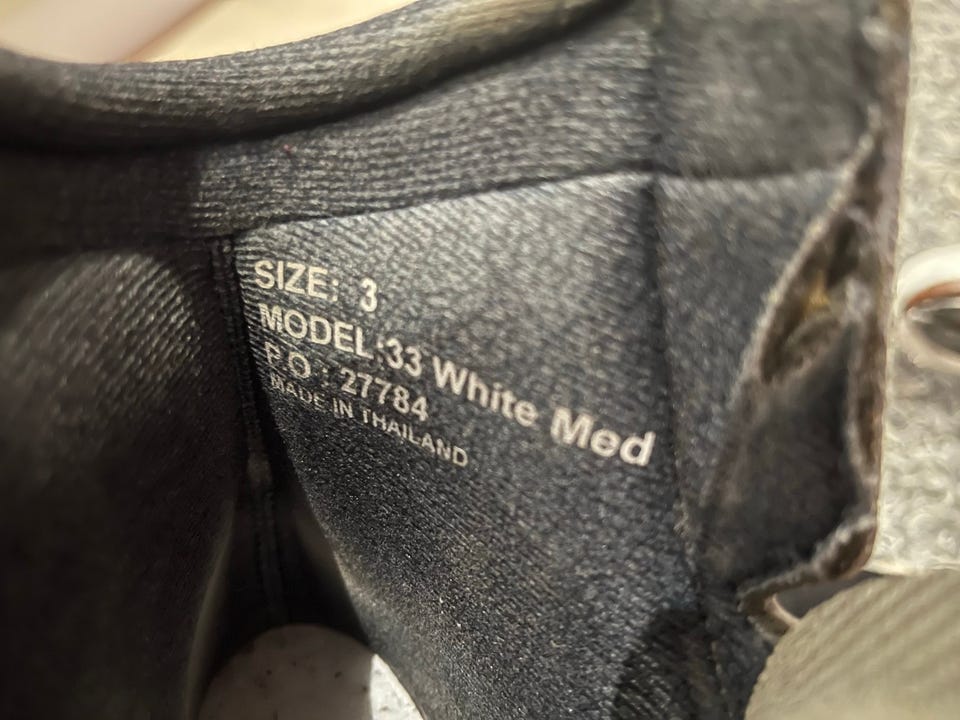 SIZE: 3
MODEL:33 White Med
P.O : 27784
MADE IN THAILAND